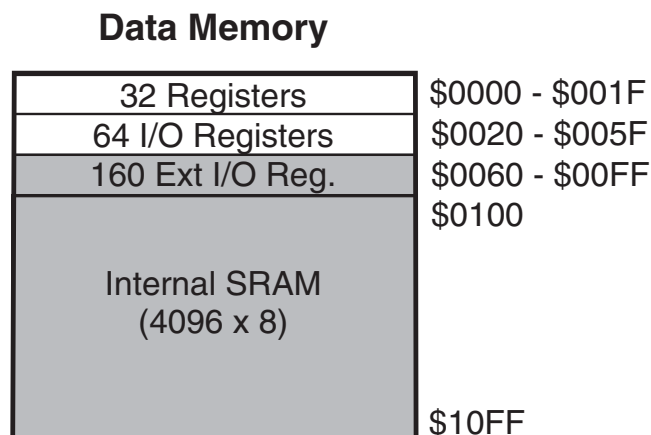 Data Memory
32 Registers
$0000 - $001F
64 I/O Registers
$0020 - $005F
160 Ext I/O Reg.
$0060 - $00FF
$0100
Internal SRAM
(4096 x 8)
$10FF